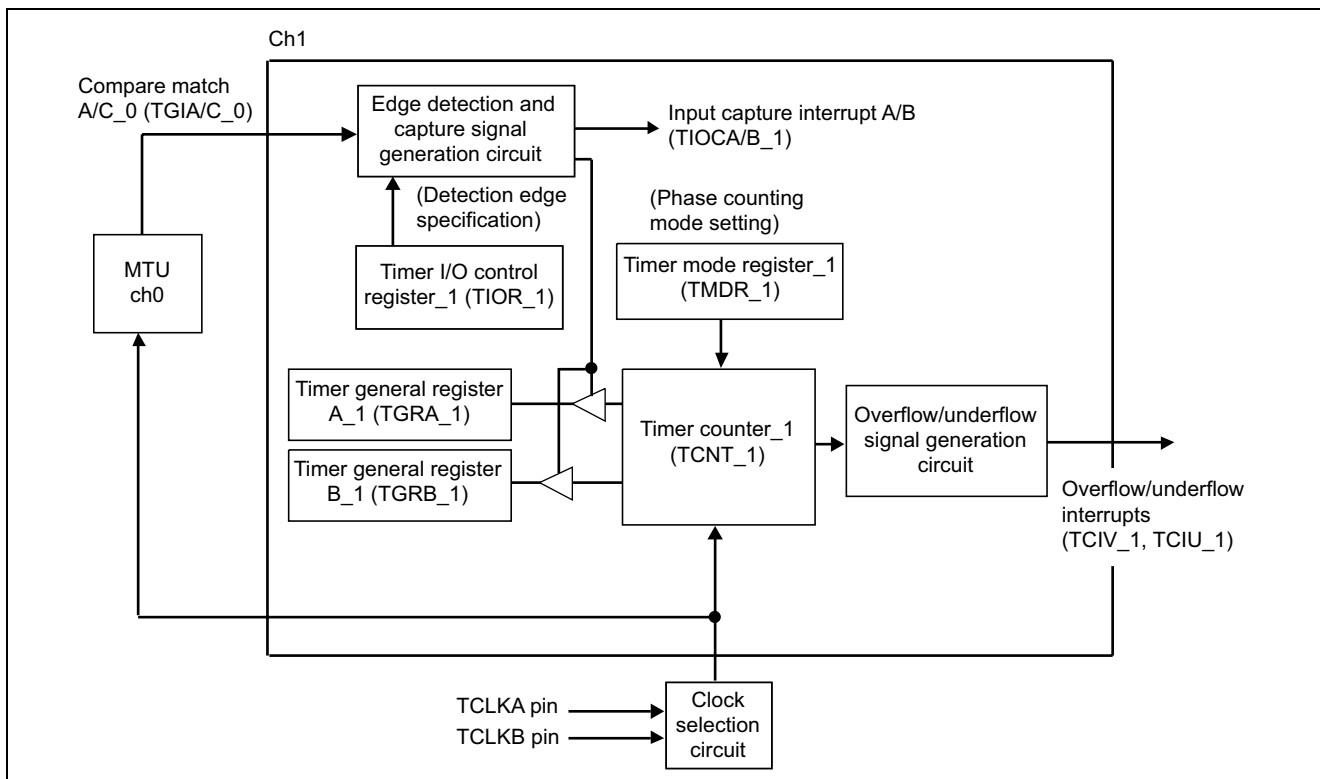 Ch1
Compare match
A/C_0 (TGIA/C_0)
Edge detection and
capture signal
generation circuit
Input capture interrupt A/B
(TIOCA/B_1)
(Detection edge
specification)
(Phase counting
mode setting)
MTU
ch0
Timer I/O control
register_1 (TIOR_1)
Timer mode register_1
(TMDR_1)
Timer general register
A_1 (TGRA_1)
Timer general register
B_1 (TGRB_1)
Timer counter_1
(TCNT_1)
Overflow/underflow
signal generation
circuit
Overflow/underflow
interrupts
(TCIV_1, TCIU_1)
TCLKA pin
TCLKB pin
Clock
selection
circuit